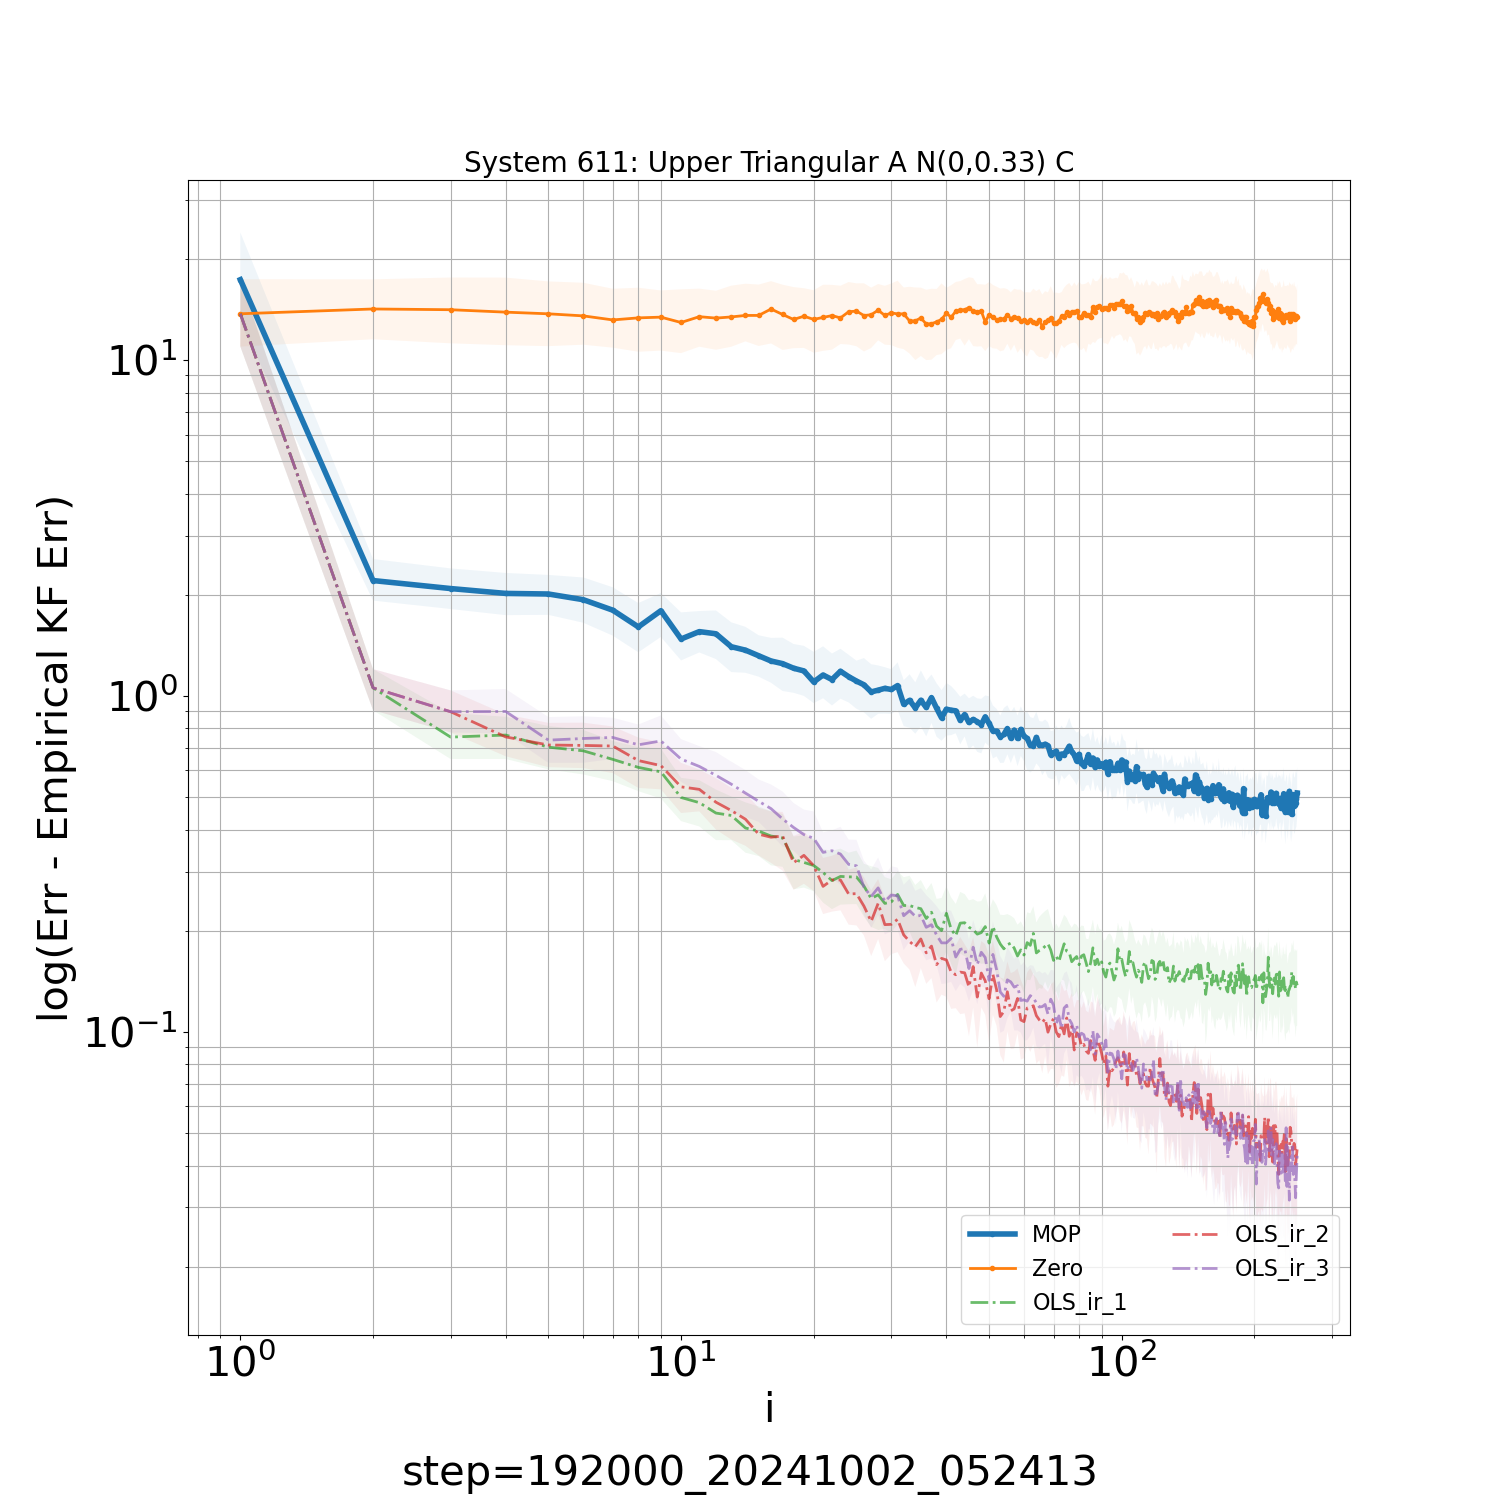 System 611: Upper Triangular A N(0,0.33) C
log(Err - Empirical KF Err)
10¹
10⁰
10⁻¹
10⁰
10¹
10²
i
step=192000_20241002_052413
MOP
Zero
OLS_ir_1
OLS_ir_2
OLS_ir_3